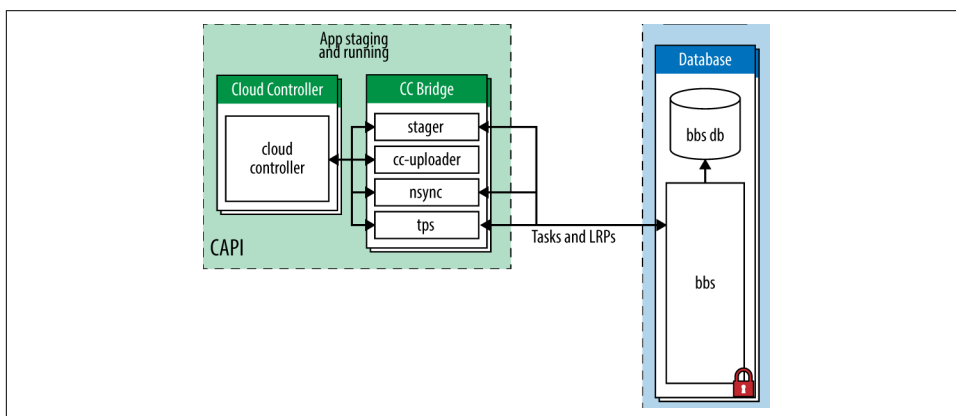 App staging
and running
Cloud Controller
cloud
controller
CC Bridge
stager
cc-uploader
nsync
tps
CAPI
Tasks and LRPs
Database
bbs db
bbs